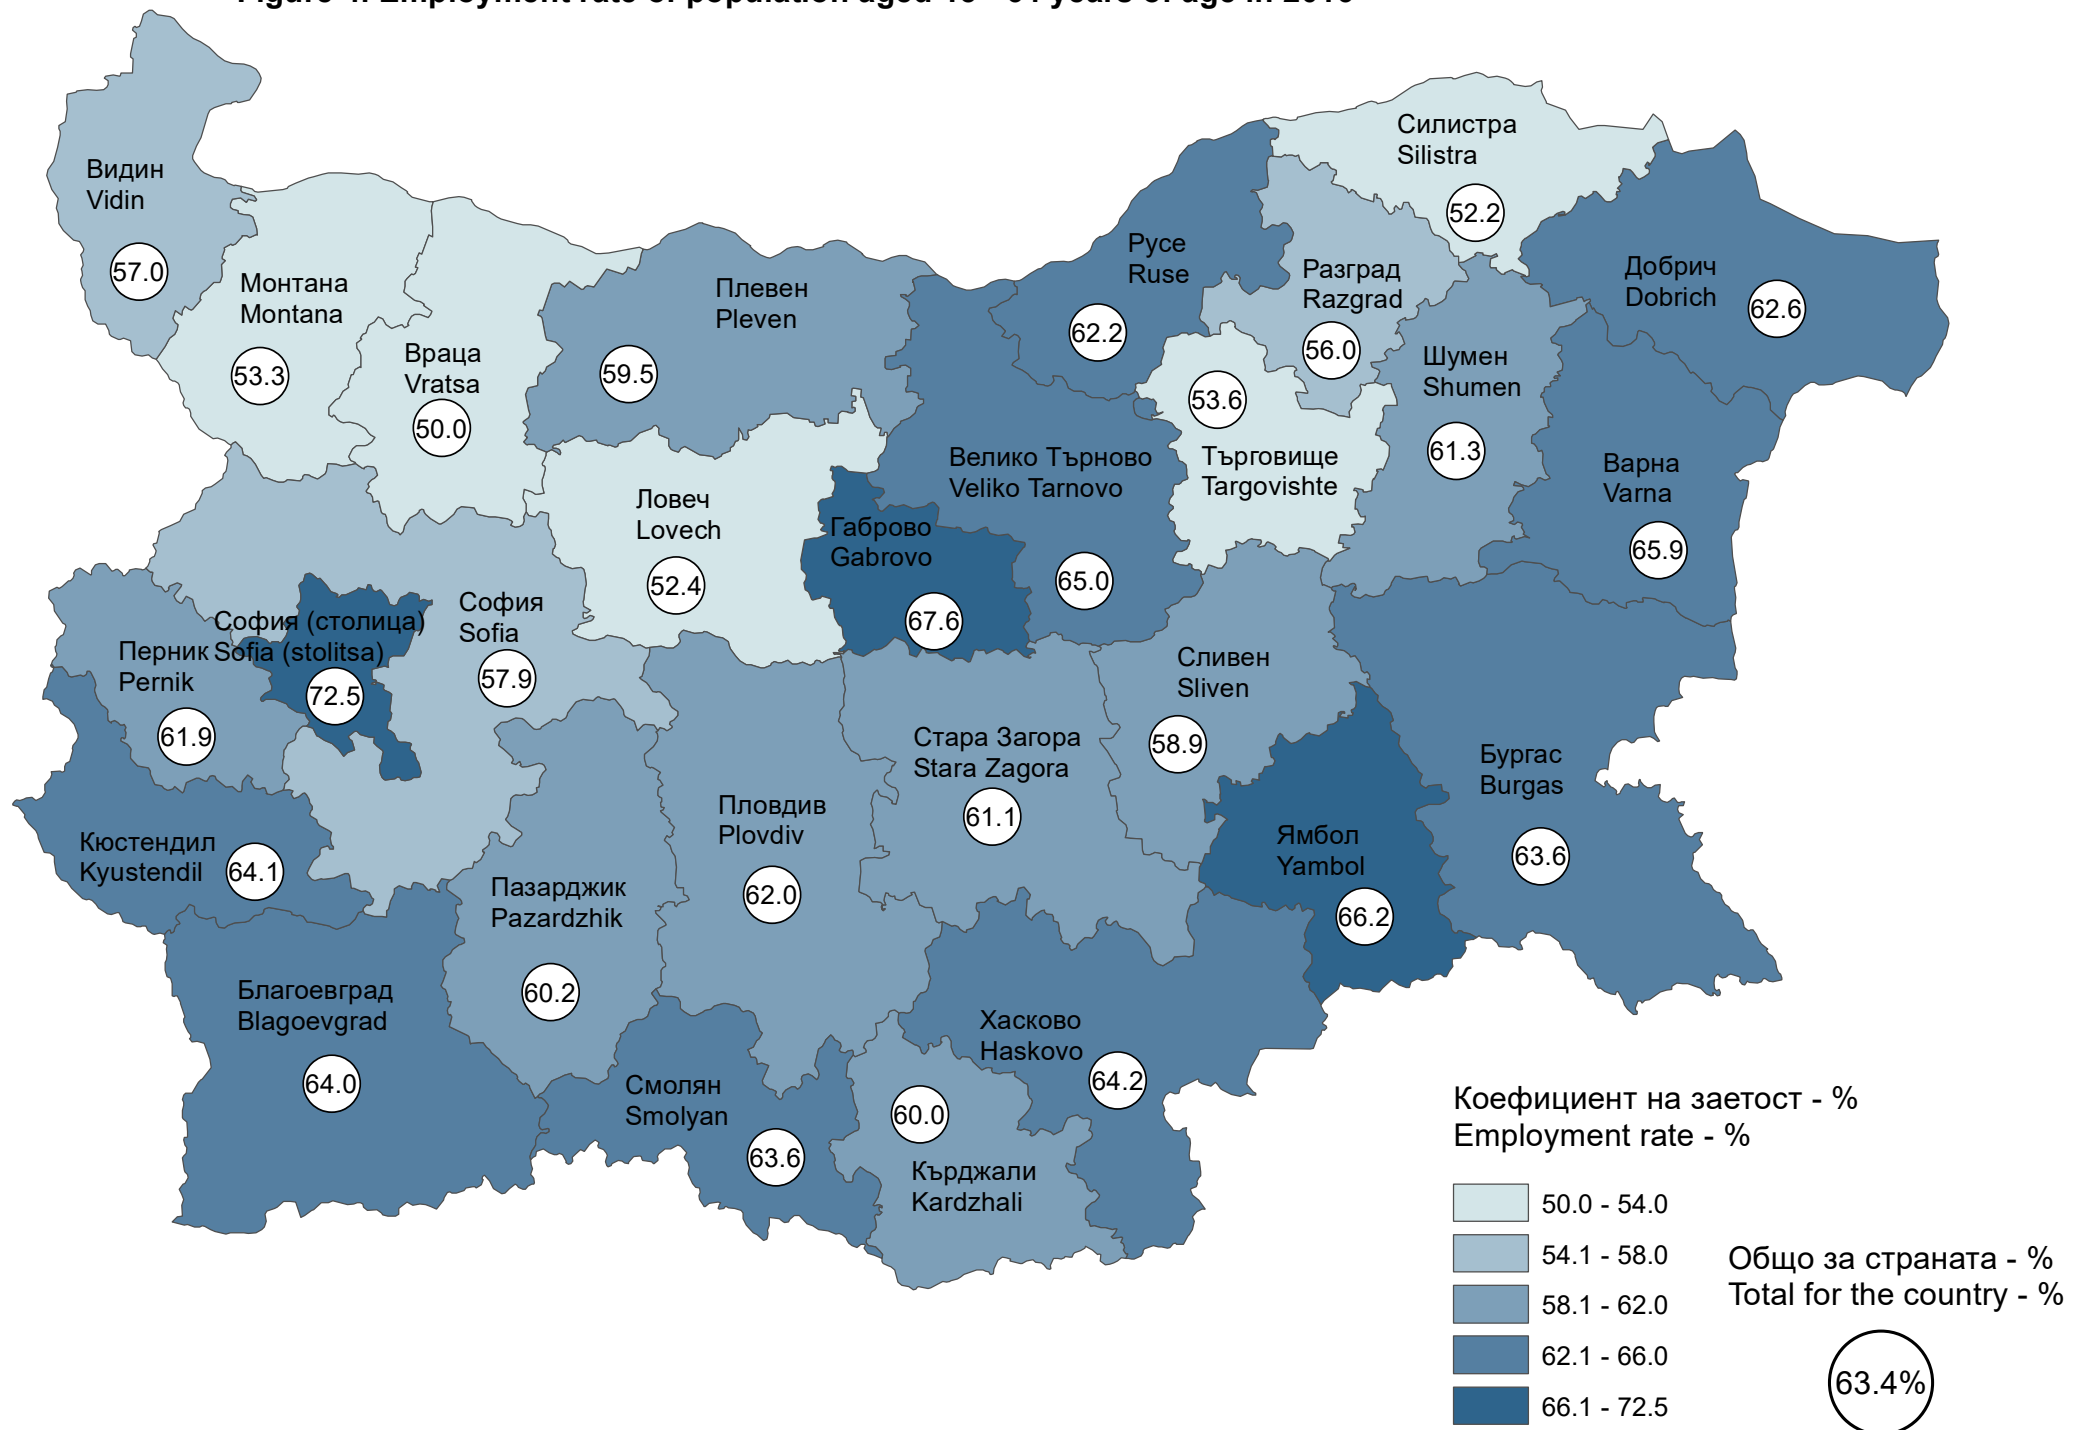 Видин
Vidin
57.0
Монтана
Montana
53.3
Враца
Vratsa
50.0
Плевен
Pleven
59.5
Русе
Ruse
62.2
Силистра
Silistra
52.2
Разград
Razgrad
56.0
Добрич
Dobrich
62.6
Шумен
Shumen
61.3
53.6
Търговище
Targovishte
Варна
Varna
65.9
Велико Търново
Veliko Tarnovo
65.0
Ловеч
Lovech
52.4
Габрово
Gabrovo
67.6
София (столица)
Sofia (stolitsa)
72.5
София
Sofia
57.9
Перник
Pernik
61.9
Сливен
Sliven
58.9
Стара Загора
Stara Zagora
61.1
Бургас
Burgas
63.6
Пловдив
Plovdiv
62.0
Ямбол
Yambol
66.2
Кюстендил
Kyustendil
64.1
Пазарджик
Pazardzhik
60.2
Благоевград
Blagoevgrad
64.0
Хасково
Haskovo
64.2
Смолян
Smolyan
63.6
60.0
Кърджали
Kardzhali
Коефициент на заетост - %
Employment rate - %
50.0 - 54.0
54.1 - 58.0
58.1 - 62.0
62.1 - 66.0
66.1 - 72.5
Общо за страната - %
Total for the country - %
63.4%